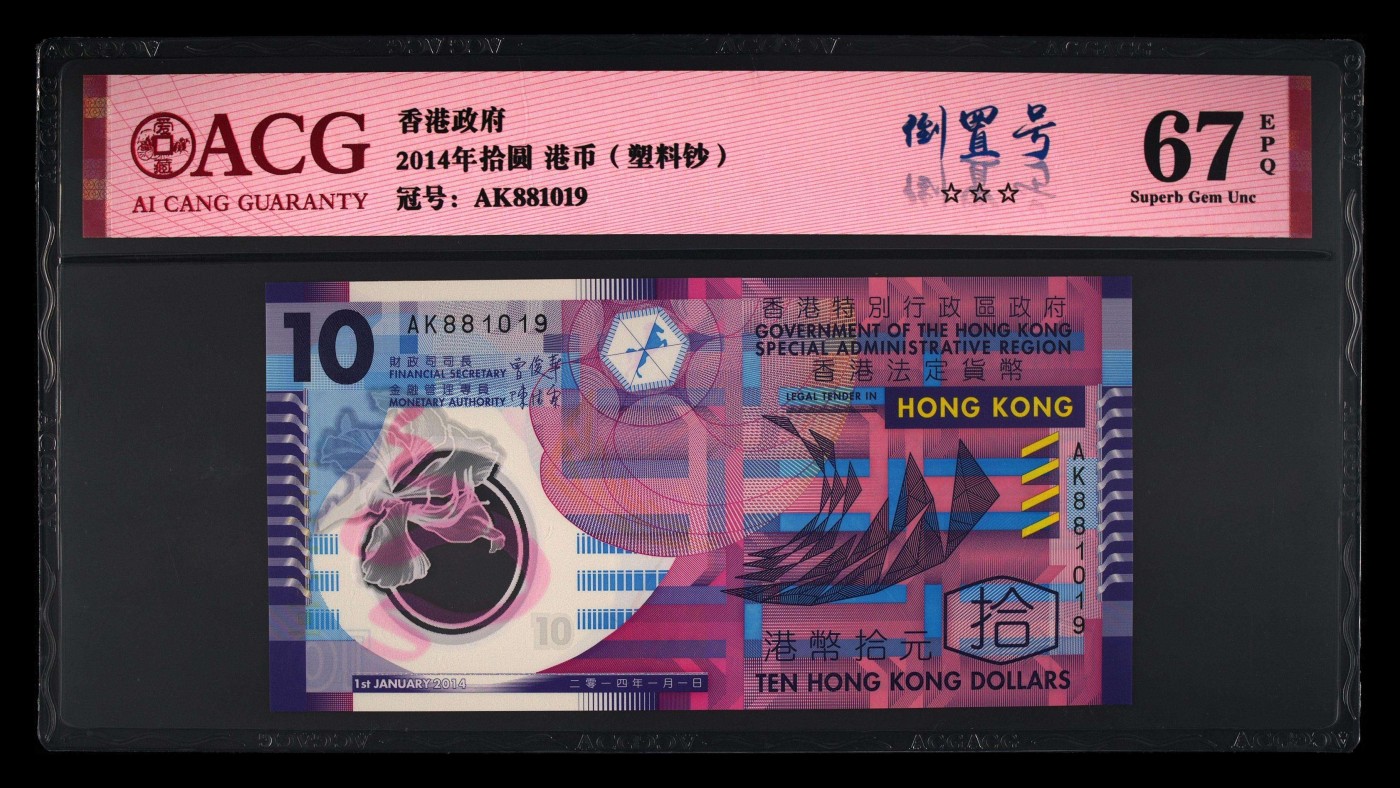 ACG
AI CANG GUARANTY
香港政府
2014年拾圆 港币（塑料钞）
冠号：AK881019
倒置号
☆☆☆
67
EPQ
Superb Gem Unc
10
AK881019
財政司司長
FINANCIAL SECRETARY
金融管理專員
MONETARY AUTHORITY
香港特別行政區政府
GOVERNMENT OF THE HONG KONG
SPECIAL ADMINISTRATIVE REGION
香港法定貨幣
LEGAL TENDER IN
HONG KONG
AK881019
10
拾
港幣拾元
TEN HONG KONG DOLLARS
1st JANUARY 2014
二零一四年一月一日